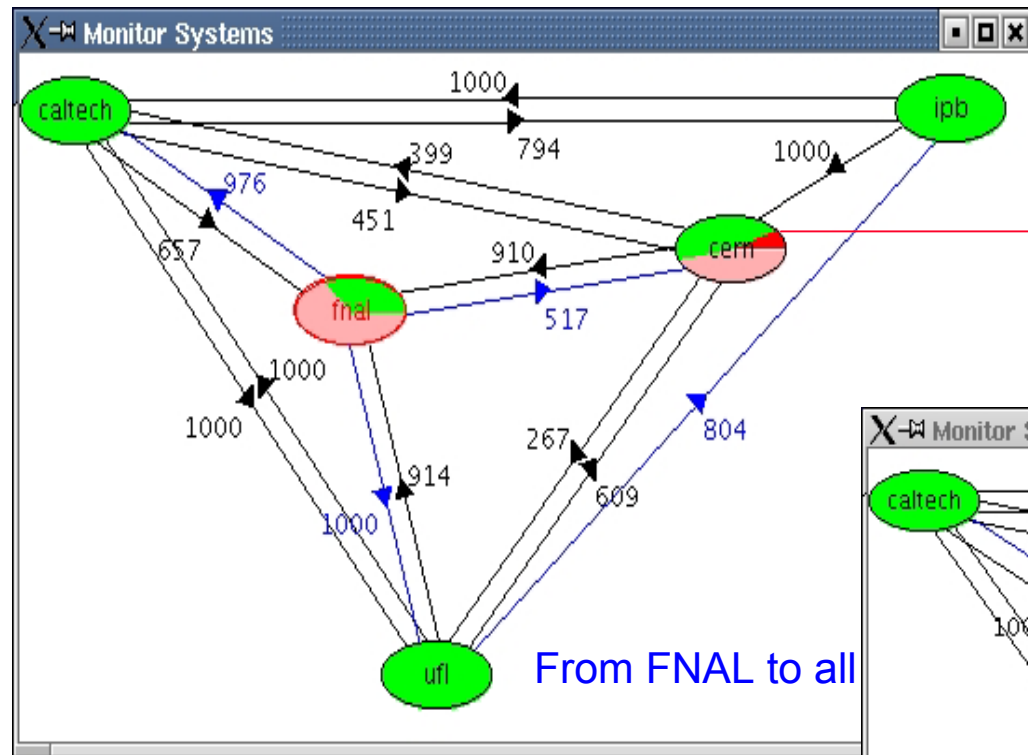 Monitor Systems
1000
caltech
ipb
794
399
1000
976
451
657
910
cern
fnal
517
1000
1000
267
804
914
609
1000
ufl
From FNAL to all
Monitor
caltech